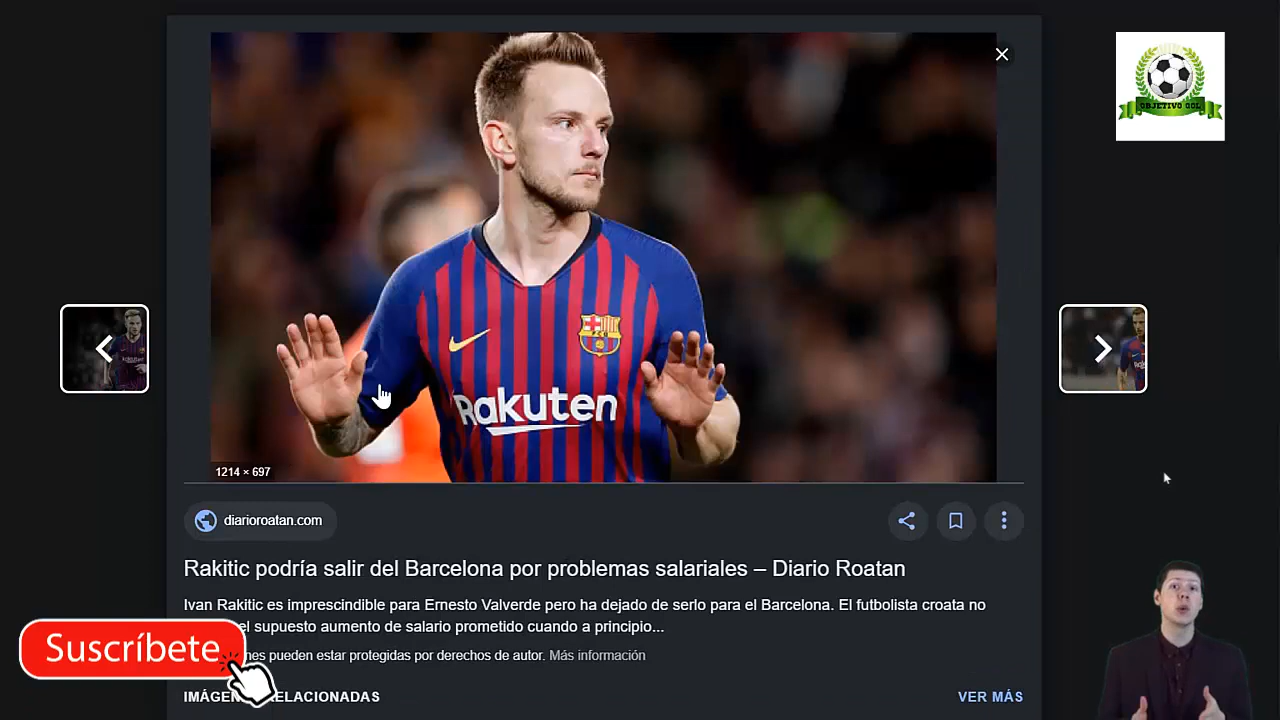 OBJETIVO GOL
Rakuten
1214 × 697
diarioroatan.com
Rakitic podría salir del Barcelona por problemas salariales – Diario Roatan
Ivan Rakitic es imprescindible para Ernesto Valverde pero ha dejado de serlo para el Barcelona. El futbolista croata no
el supuesto aumento de salario prometido cuando a principio...
nes pueden estar protegidas por derechos de autor. Más información
Suscríbete
IMÁGEN ELACIONADAS
VER MÁS